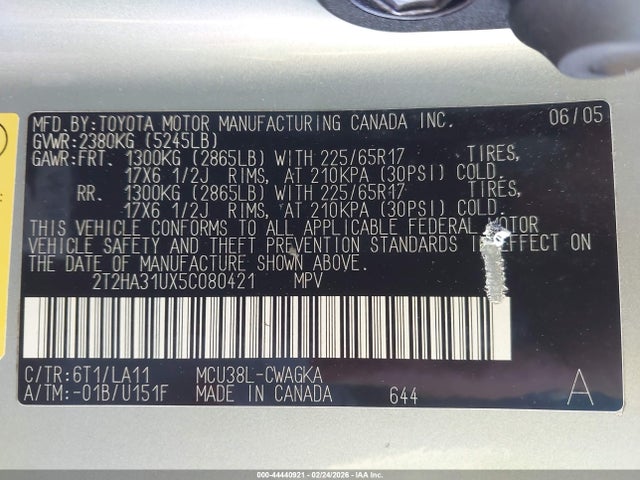 MFD.BY:TOYOTA MOTOR MANUFACTURING CANADA INC. 06/05
GVWR:2380KG (5245LB)
GAWR:FRT. 1300KG (2865LB) WITH 225/65R17 TIRES,
17X6 1/2J RIMS, AT 210KPA (30PSI) COLD.
RR. 1300KG (2865LB) WITH 225/65R17 TIRES,
17X6 1/2J RIMS, AT 210KPA (30PSI) COLD.
THIS VEHICLE CONFORMS TO ALL APPLICABLE FEDERAL MOTOR
VEHICLE SAFETY AND THEFT PREVENTION STANDARDS IN EFFECT ON
THE DATE OF MANUFACTURE SHOWN ABOVE.
2T2HA31UX5C080421 MPV
C/TR:6T1/LA11 MCU38L-CWAGKA
A/TM:-01B/U151F MADE IN CANADA 644 A
000-44440921 - 02/24/2026 - IAAI INC.